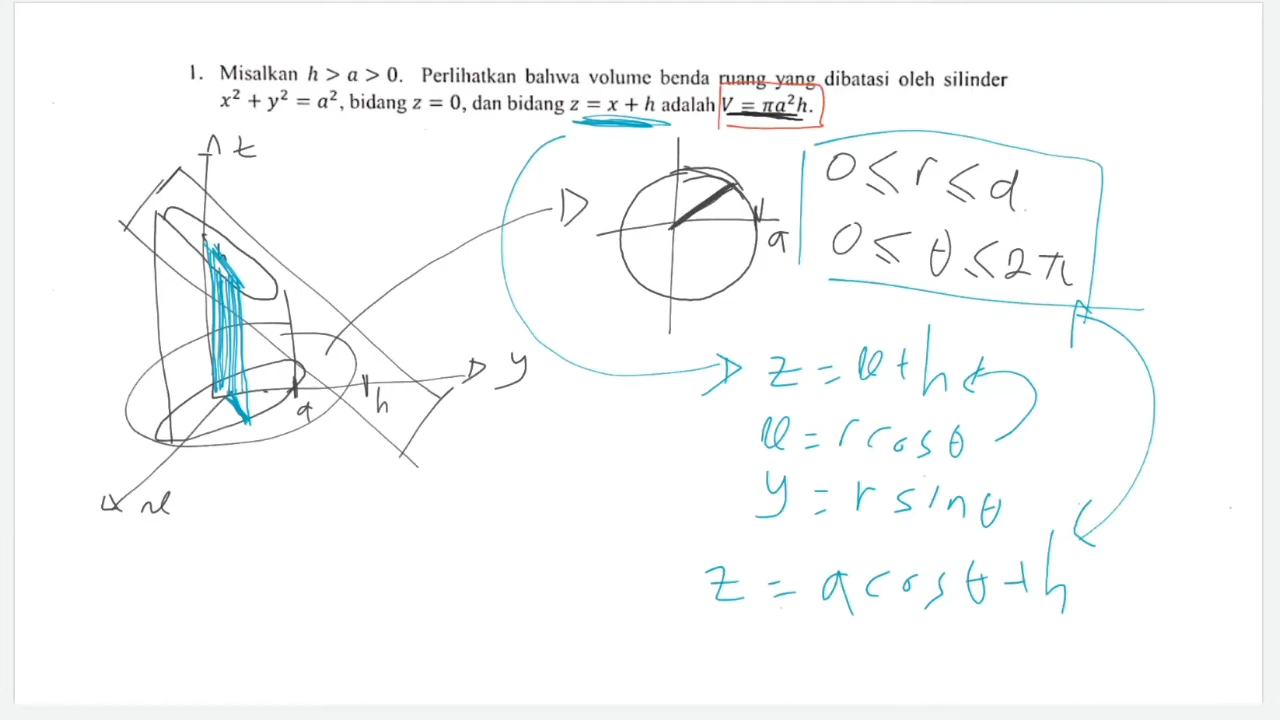 1. Misalkan h > a > 0. Perlihatkan bahwa volume benda ruang yang dibatasi oleh silinder
x² + y² = a², bidang z = 0, dan bidang z = x + h adalah V = πa²h.
t
a
h
y
x
a
0 ≤ r ≤ a
0 ≤ θ ≤ 2π
z = x + h
x = r cos θ
y = r sin θ
z = a cos θ + h